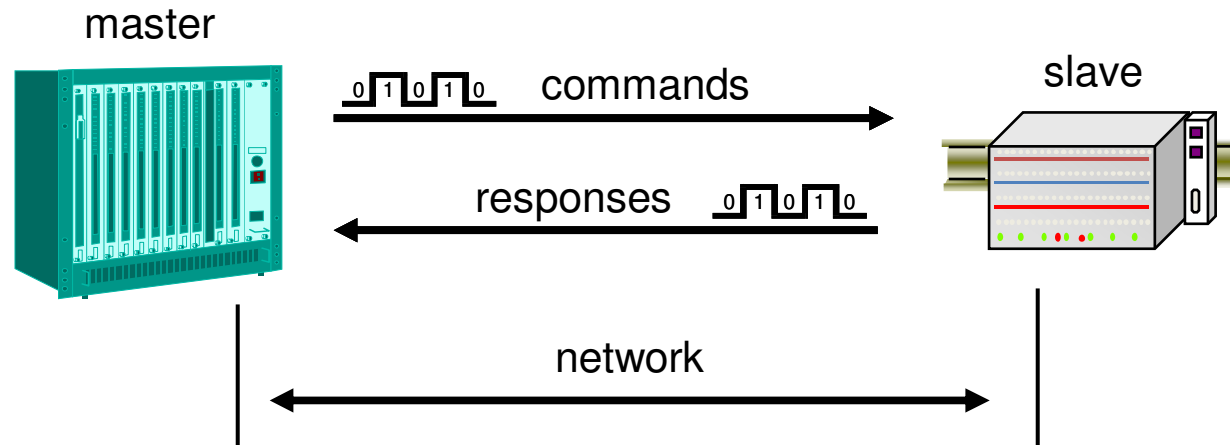 master
slave
0 1 0 1 0
commands
responses
0 1 0 1 0
network